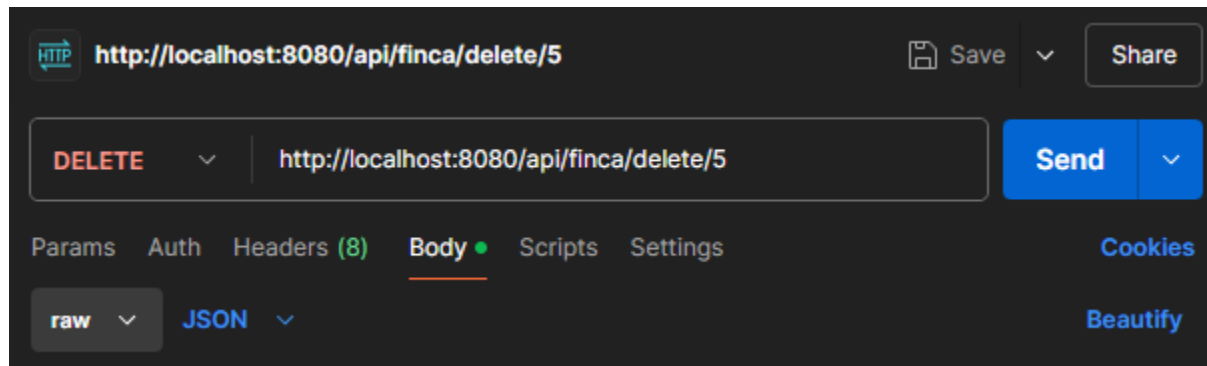 HTTP http://localhost:8080/api/finca/delete/5 Save Share
DELETE http://localhost:8080/api/finca/delete/5 Send
Params Auth Headers (8) Body Scripts Settings Cookies
raw JSON Beautify